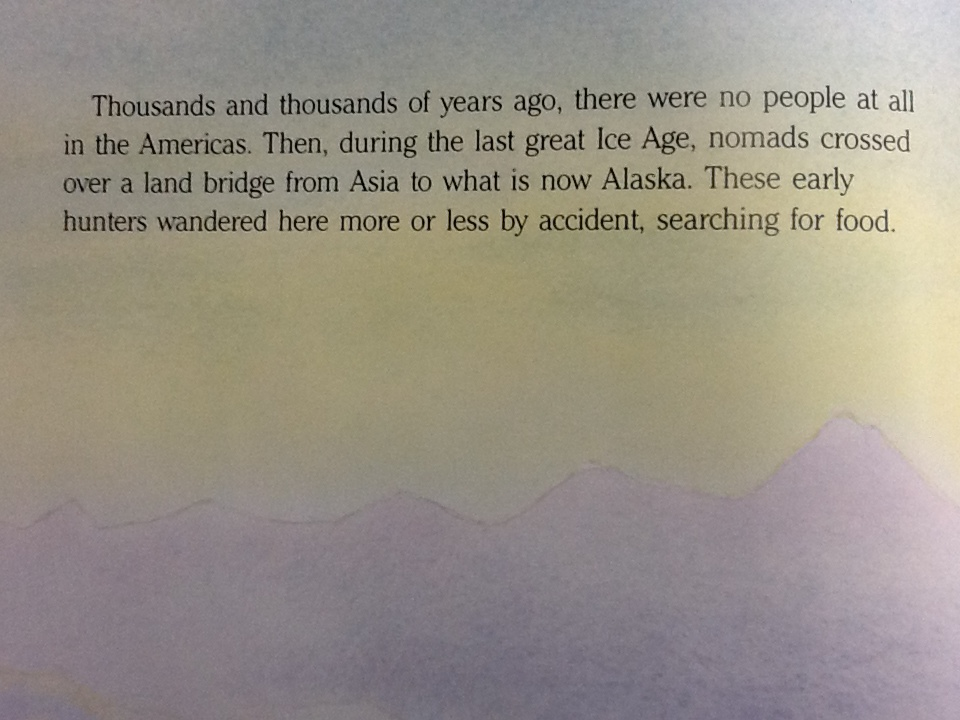 Thousands and thousands of years ago, there were no people at all
in the Americas. Then, during the last great Ice Age, nomads crossed
over a land bridge from Asia to what is now Alaska. These early
hunters wandered here more or less by accident, searching for food.